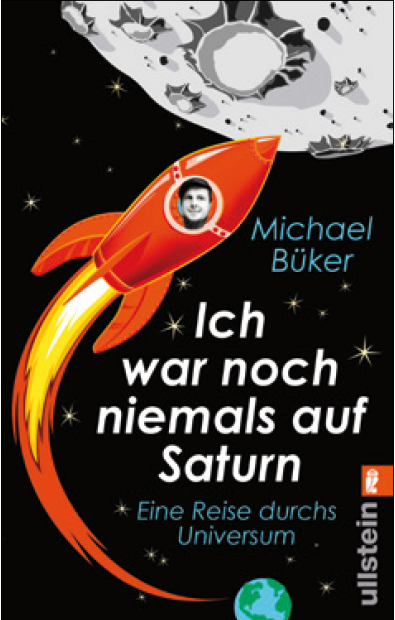 Michael
Büker
Ich
war noch
niemals auf
Saturn
Eine Reise durchs
Universum
ullstein